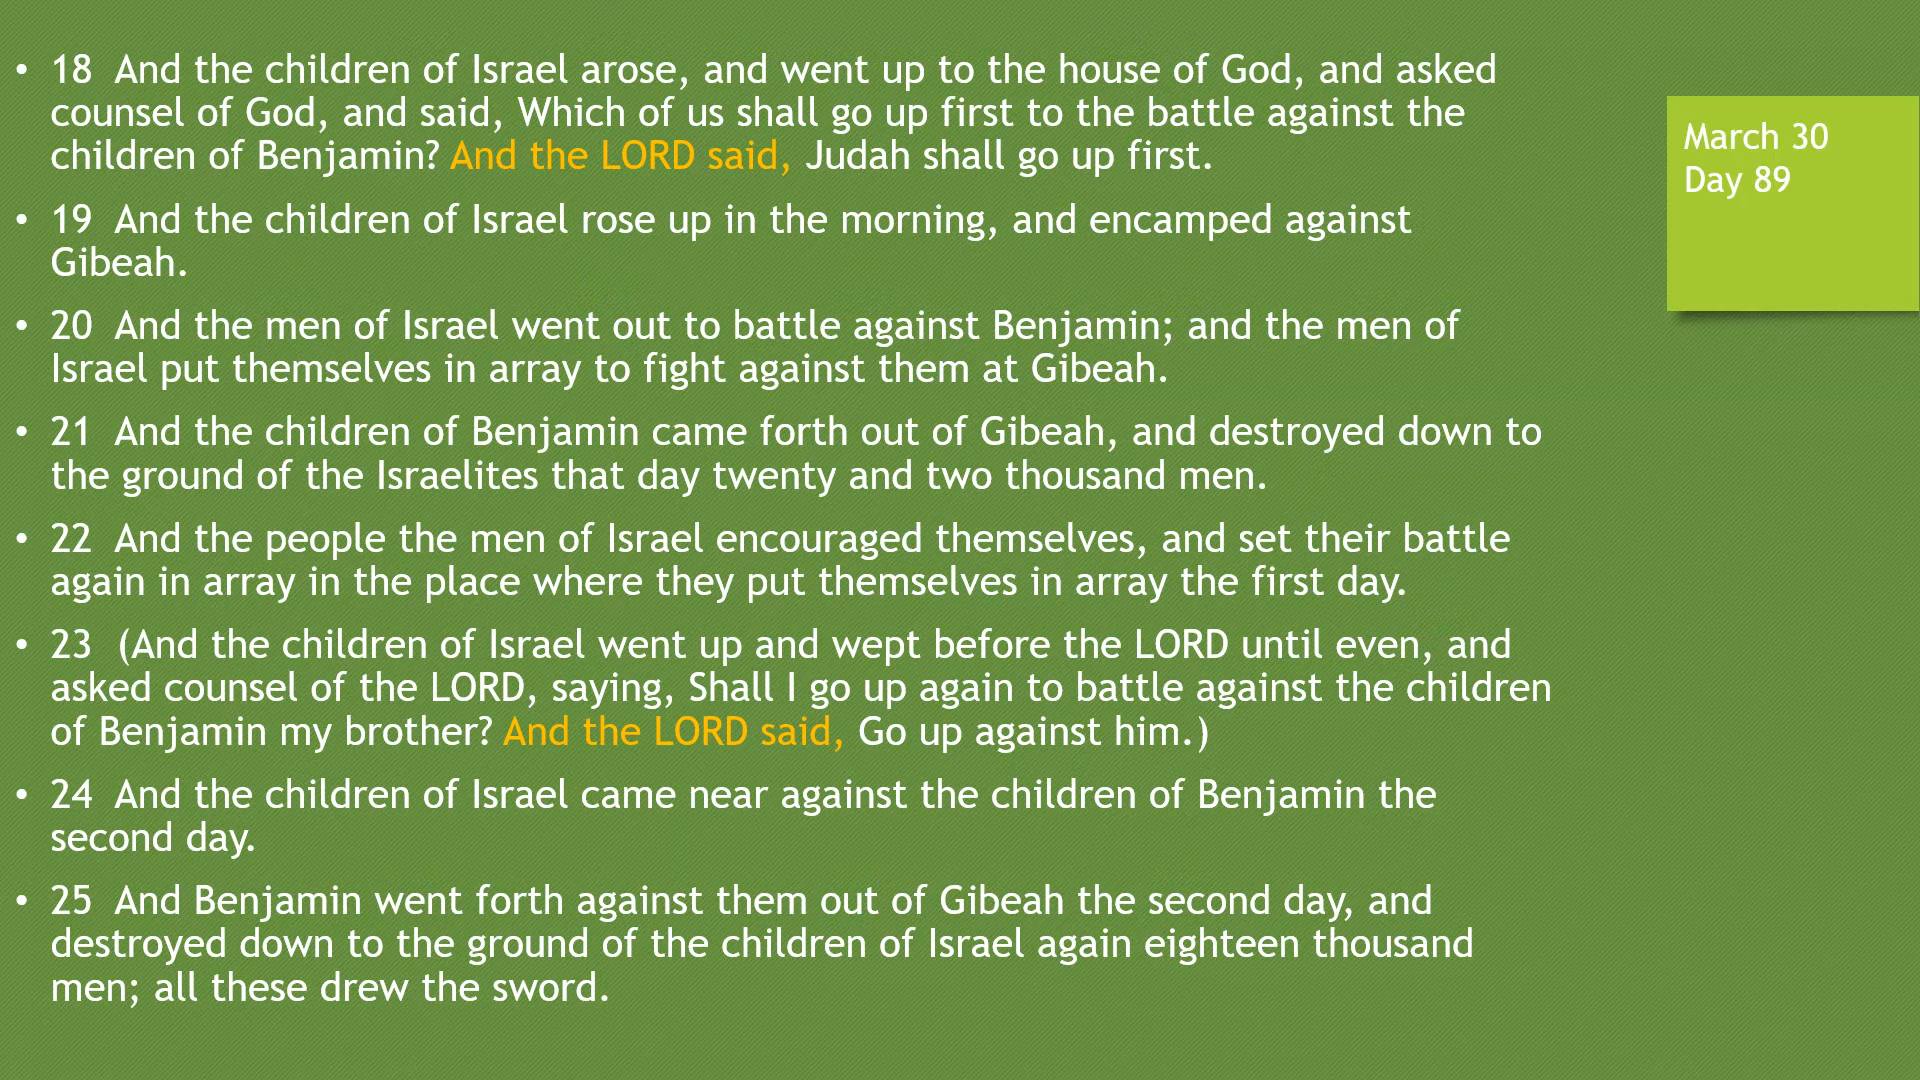 • 18  And the children of Israel arose, and went up to the house of God, and asked
counsel of God, and said, Which of us shall go up first to the battle against the
children of Benjamin? And the LORD said, Judah shall go up first.
• 19  And the children of Israel rose up in the morning, and encamped against
Gibeah.
• 20  And the men of Israel went out to battle against Benjamin; and the men of
Israel put themselves in array to fight against them at Gibeah.
• 21  And the children of Benjamin came forth out of Gibeah, and destroyed down to
the ground of the Israelites that day twenty and two thousand men.
• 22  And the people the men of Israel encouraged themselves, and set their battle
again in array in the place where they put themselves in array the first day.
• 23  (And the children of Israel went up and wept before the LORD until even, and
asked counsel of the LORD, saying, Shall I go up again to battle against the children
of Benjamin my brother? And the LORD said, Go up against him.)
• 24  And the children of Israel came near against the children of Benjamin the
second day.
• 25  And Benjamin went forth against them out of Gibeah the second day, and
destroyed down to the ground of the children of Israel again eighteen thousand
men; all these drew the sword.
March 30
Day 89